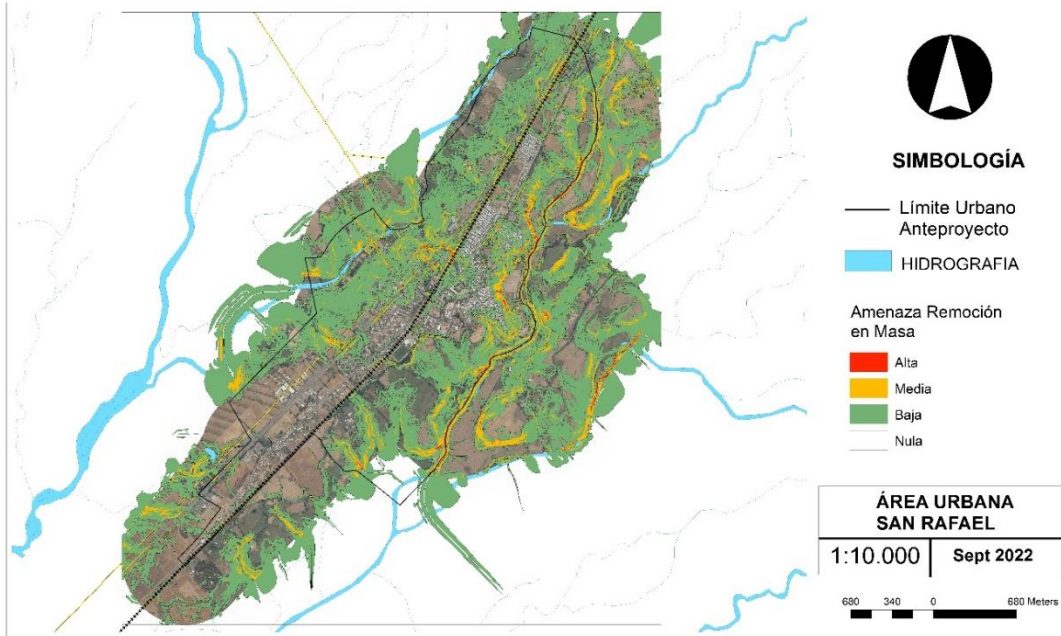 SIMBOLOGÍA
Límite Urbano
Anteproyecto
HIDROGRAFIA
Amenaza Remoción
en Masa
Alta
Media
Baja
Nula
ÁREA URBANA
SAN RAFAEL
1:10.000
Sept 2022
680 340 0 680 Meters